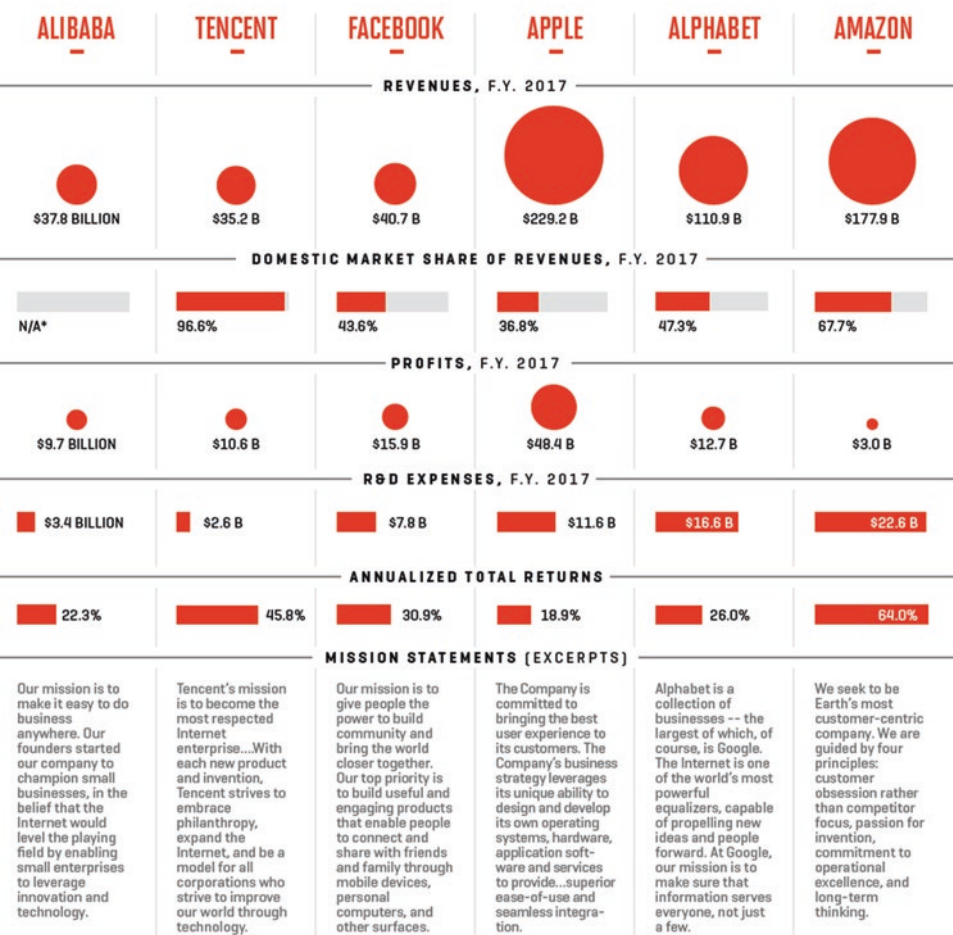 ALIBABA
TENCENT
FACEBOOK
APPLE
ALPHABET
AMAZON
REVENUES, F.Y. 2017
$37.8 BILLION
$35.2 B
$40.7 B
$229.2 B
$110.9 B
$177.9 B
DOMESTIC MARKET SHARE OF REVENUES, F.Y. 2017
N/A*
96.6%
43.6%
36.8%
47.3%
67.7%
PROFITS, F.Y. 2017
$9.7 BILLION
$10.6 B
$15.9 B
$48.4 B
$12.7 B
$3.0 B
R&D EXPENSES, F.Y. 2017
$3.4 BILLION
$2.6 B
$7.8 B
$11.6 B
$16.6 B
$22.6 B
ANNUALIZED TOTAL RETURNS
22.3%
45.8%
30.9%
18.9%
26.0%
64.0%
MISSION STATEMENTS (EXCERPTS)
Our mission is to
make it easy to do
business
anywhere. Our
founders started
our company to
champion small
businesses, in the
belief that the
Internet would
level the playing
field by enabling
small enterprises
to leverage
innovation and
technology.
Tencent's mission
is to become the
most respected
Internet
enterprise....With
each new product
and invention,
Tencent strives to
embrace
philanthropy,
expand the
Internet, and be a
model for all
corporations who
strive to improve
our world through
technology.
Our mission is to
give people the
power to build
community and
bring the world
closer together.
Our top priority is
to build useful and
engaging products
that enable people
to connect and
share with friends
and family through
mobile devices,
personal
computers, and
other surfaces.
The Company is
committed to
bringing the best
user experience to
its customers. The
Company's business
strategy leverages
its unique ability to
design and develop
its own operating
systems, hardware,
application soft-
ware and services
to provide...superior
ease-of-use and
seamless integra-
tion.
Alphabet is a
collection of
businesses -- the
largest of which, of
course, is Google.
The Internet is one
of the world's most
powerful
equalizers, capable
of propelling new
ideas and people
forward. At Google,
our mission is to
make sure that
information serves
everyone, not just
a few.
We seek to be
Earth's most
customer-centric
company. We are
guided by four
principles:
customer
obsession rather
than competitor
focus, passion for
invention,
commitment to
operational
excellence, and
long-term
thinking.